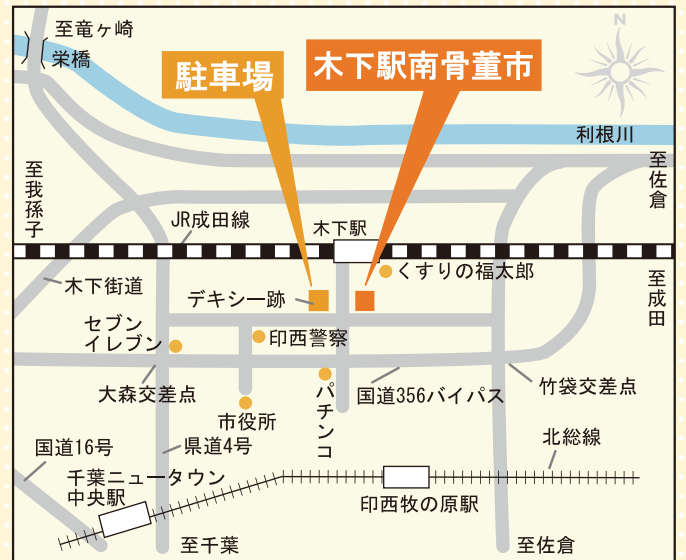 至竜ヶ崎
栄橋
N
駐車場
木下駅南骨董市
利根川
至佐倉
至我孫子
JR成田線
木下駅
くすりの福太郎
木下街道
デキシー跡
至成田
セブン
イレブン
印西警察
大森交差点
パチンコ
国道356バイパス
竹袋交差点
市役所
国道16号
県道4号
北総線
千葉ニュータウン
中央駅
印西牧の原駅
至千葉
至佐倉